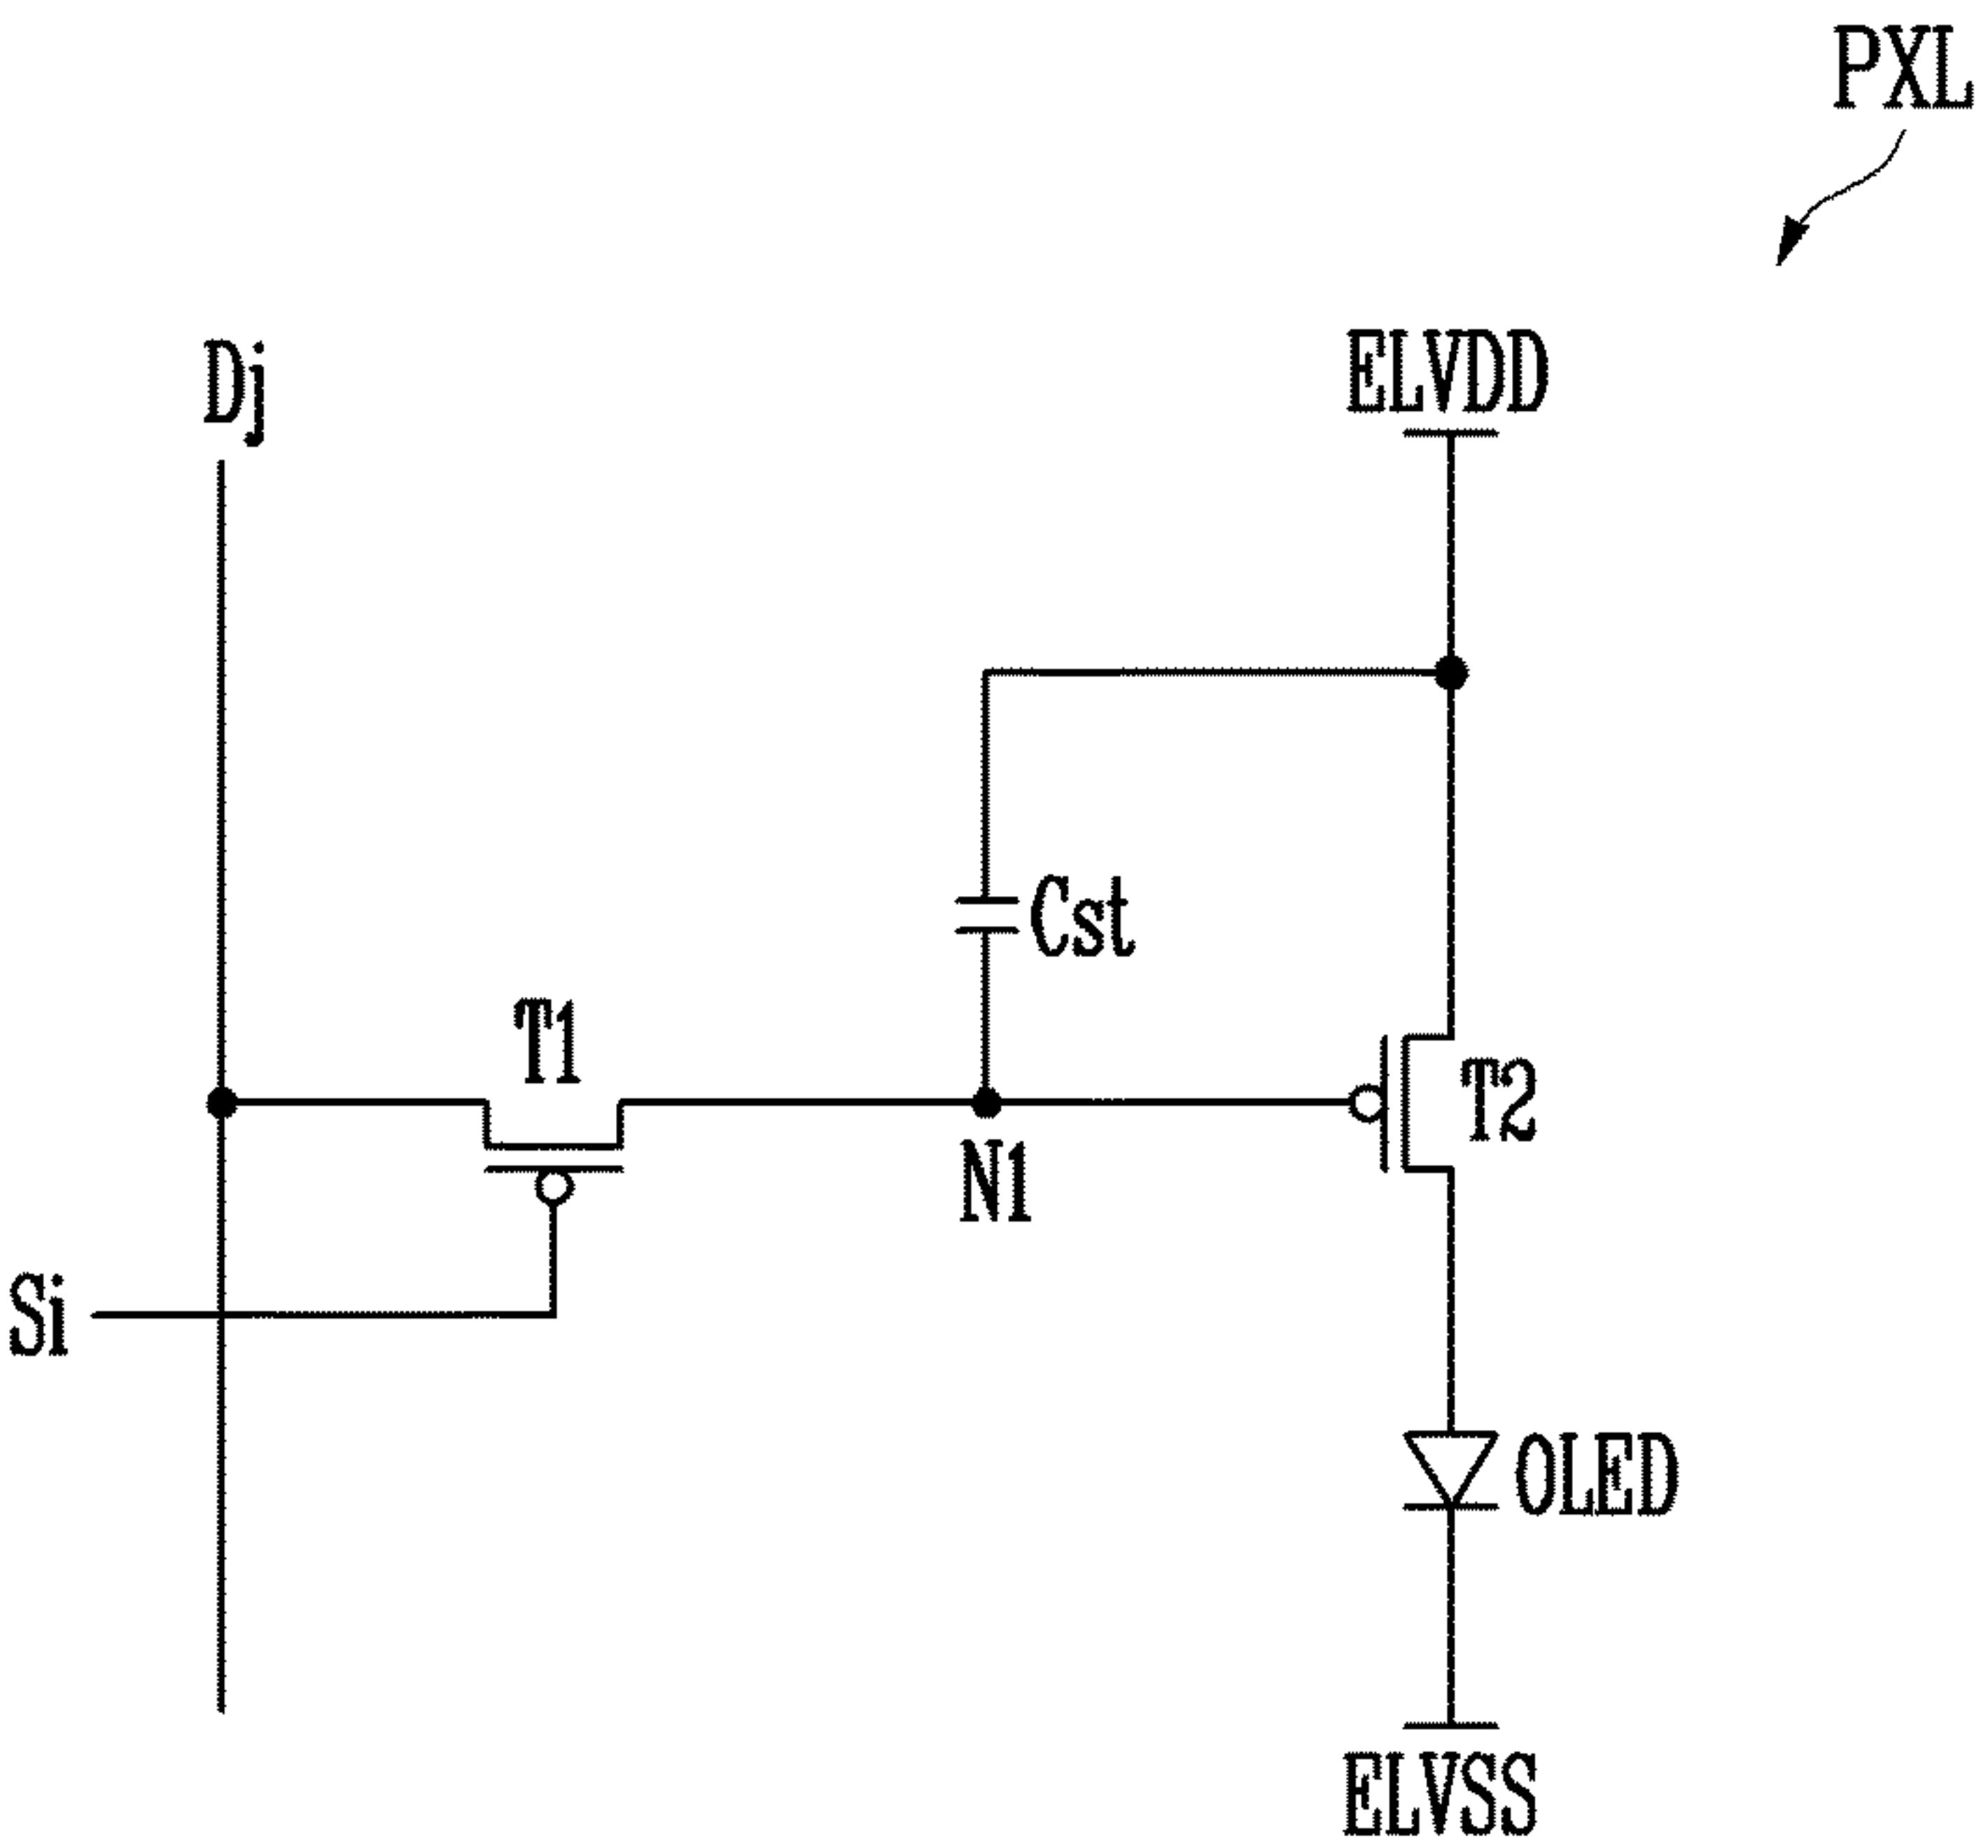 PXL
Dj
ELVDD
Cst
T1
T2
N1
Si
OLED
ELVSS